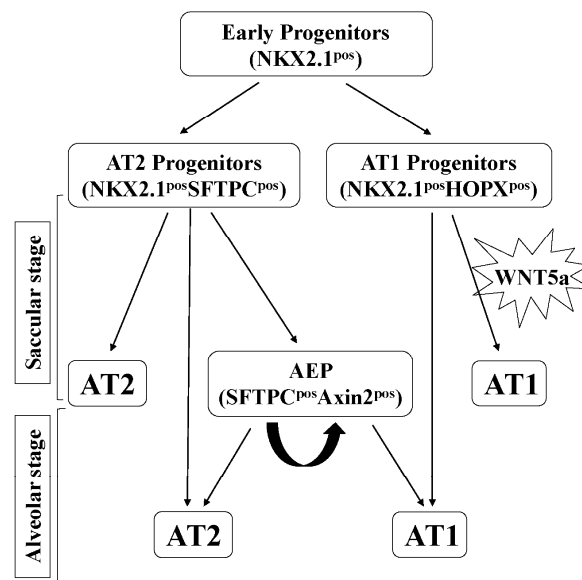 Early Progenitors
(NKX2.1ᵖᵒˢ)
AT2 Progenitors
(NKX2.1ᵖᵒˢSFTPCᵖᵒˢ)
AT1 Progenitors
(NKX2.1ᵖᵒˢHOPXᵖᵒˢ)
Saccular stage
WNT5a
AT2
AEP
(SFTPCᵖᵒˢAxin2ᵖᵒˢ)
AT1
Alveolar stage
AT2
AT1